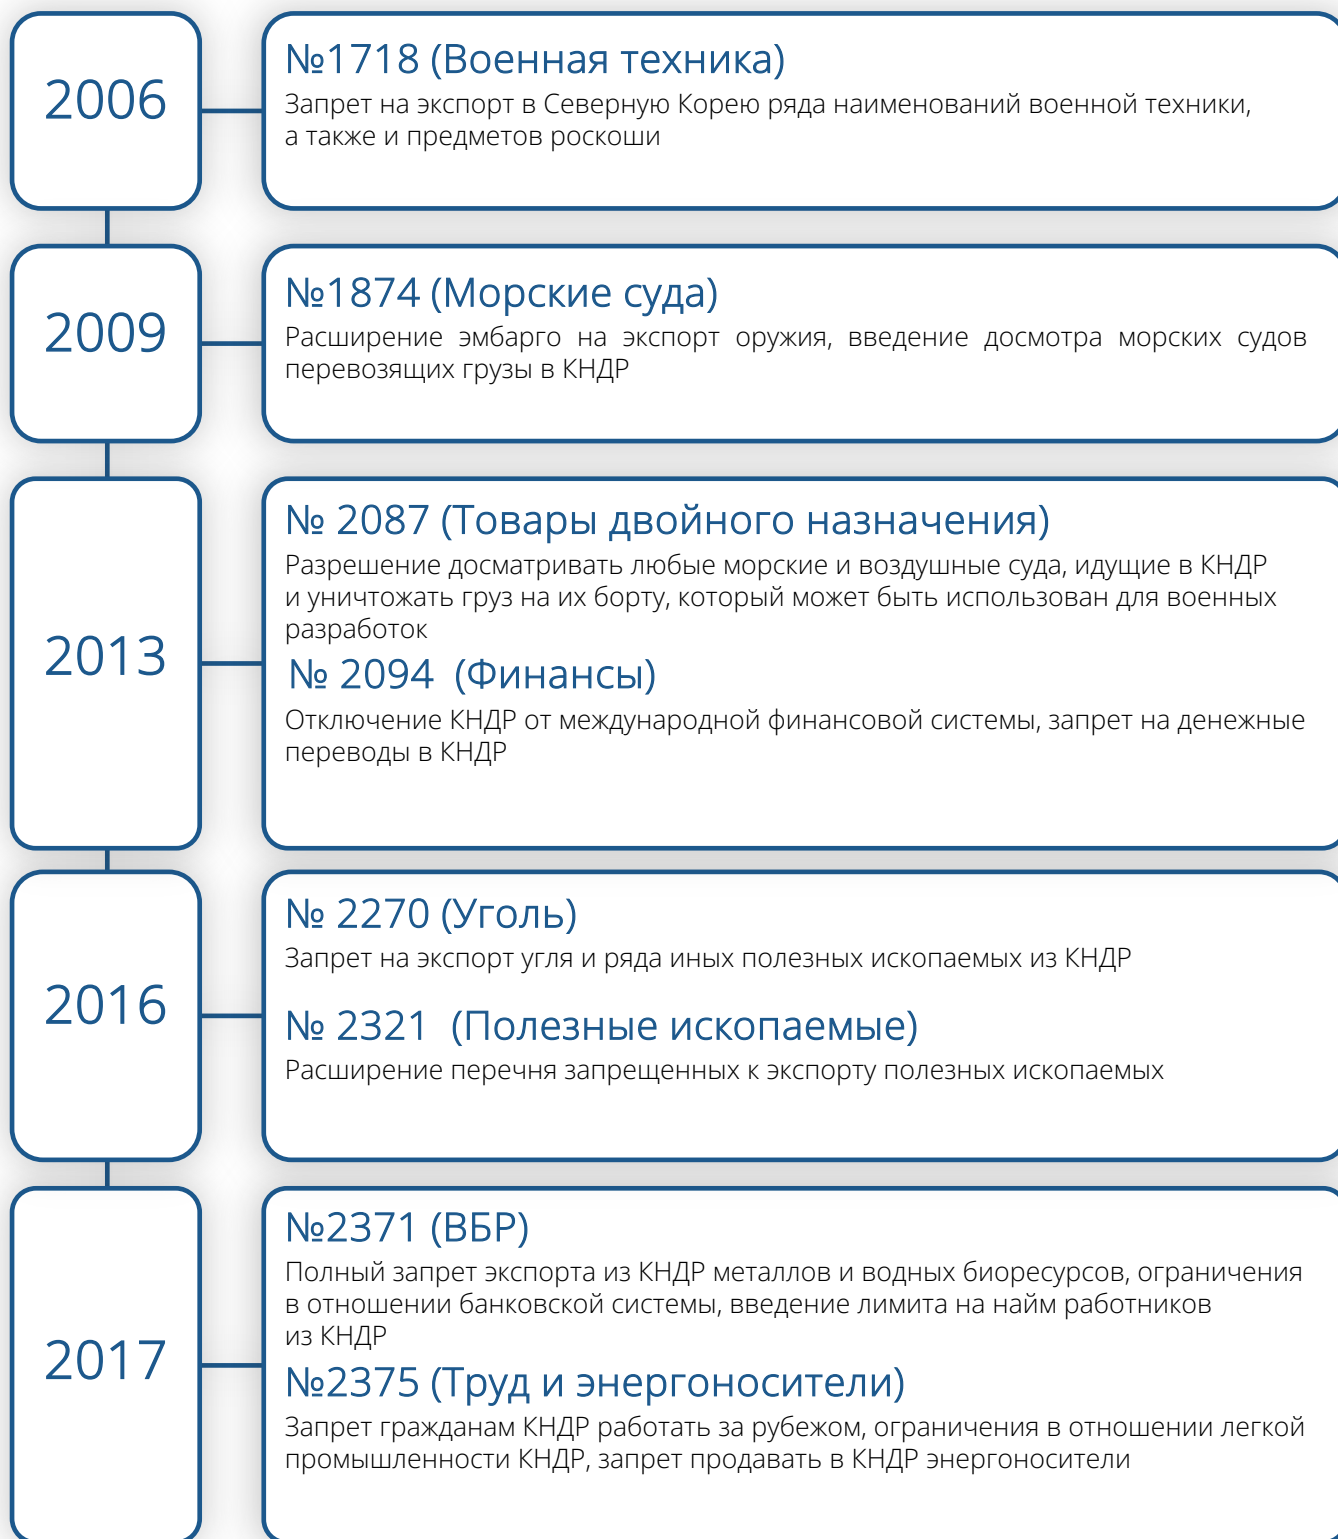 2006
№1718 (Военная техника)
Запрет на экспорт в Северную Корею ряда наименований военной техники,
а также и предметов роскоши
2009
№1874 (Морские суда)
Расширение эмбарго на экспорт оружия, введение досмотра морских судов
перевозящих грузы в КНДР
2013
№ 2087 (Товары двойного назначения)
Разрешение досматривать любые морские и воздушные суда, идущие в КНДР
и уничтожать груз на их борту, который может быть использован для военных
разработок
№ 2094 (Финансы)
Отключение КНДР от международной финансовой системы, запрет на денежные
переводы в КНДР
2016
№ 2270 (Уголь)
Запрет на экспорт угля и ряда иных полезных ископаемых из КНДР
№ 2321 (Полезные ископаемые)
Расширение перечня запрещенных к экспорту полезных ископаемых
2017
№2371 (ВБР)
Полный запрет экспорта из КНДР металлов и водных биоресурсов, ограничения
в отношении банковской системы, введение лимита на найм работников
из КНДР
№2375 (Труд и энергоносители)
Запрет гражданам КНДР работать за рубежом, ограничения в отношении легкой
промышленности КНДР, запрет продавать в КНДР энергоносители